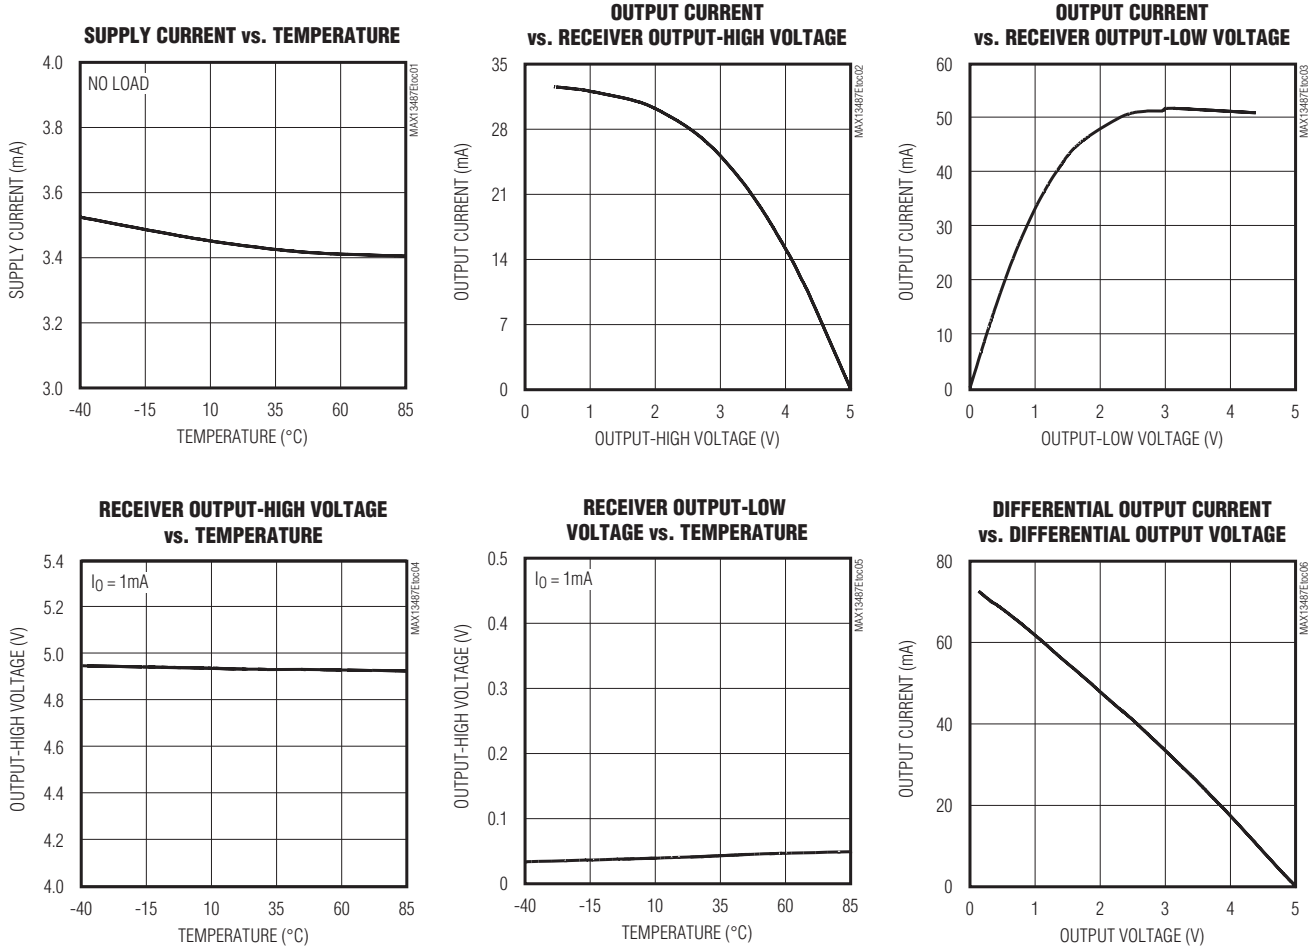 SUPPLY CURRENT vs. TEMPERATURE
NO LOAD
MAX13487Etoc01
SUPPLY CURRENT (mA)
4.0
3.8
3.6
3.4
3.2
3.0
-40 -15 10 35 60 85
TEMPERATURE (°C)
OUTPUT CURRENT
vs. RECEIVER OUTPUT-HIGH VOLTAGE
MAX13487Etoc02
OUTPUT CURRENT (mA)
35
28
21
14
7
0
0 1 2 3 4 5
OUTPUT-HIGH VOLTAGE (V)
OUTPUT CURRENT
vs. RECEIVER OUTPUT-LOW VOLTAGE
MAX13487Etoc03
OUTPUT CURRENT (mA)
60
50
40
30
20
10
0
0 1 2 3 4 5
OUTPUT-LOW VOLTAGE (V)
RECEIVER OUTPUT-HIGH VOLTAGE
vs. TEMPERATURE
IO = 1mA
MAX13487Etoc04
OUTPUT-HIGH VOLTAGE (V)
5.4
5.2
5.0
4.8
4.6
4.4
4.2
4.0
-40 -15 10 35 60 85
TEMPERATURE (°C)
RECEIVER OUTPUT-LOW
VOLTAGE vs. TEMPERATURE
IO = 1mA
MAX13487Etoc05
OUTPUT-HIGH VOLTAGE (V)
0.5
0.4
0.3
0.2
0.1
0
-40 -15 10 35 60 85
TEMPERATURE (°C)
DIFFERENTIAL OUTPUT CURRENT
vs. DIFFERENTIAL OUTPUT VOLTAGE
MAX13487Etoc06
OUTPUT CURRENT (mA)
80
60
40
20
0
0 1 2 3 4 5
OUTPUT VOLTAGE (V)